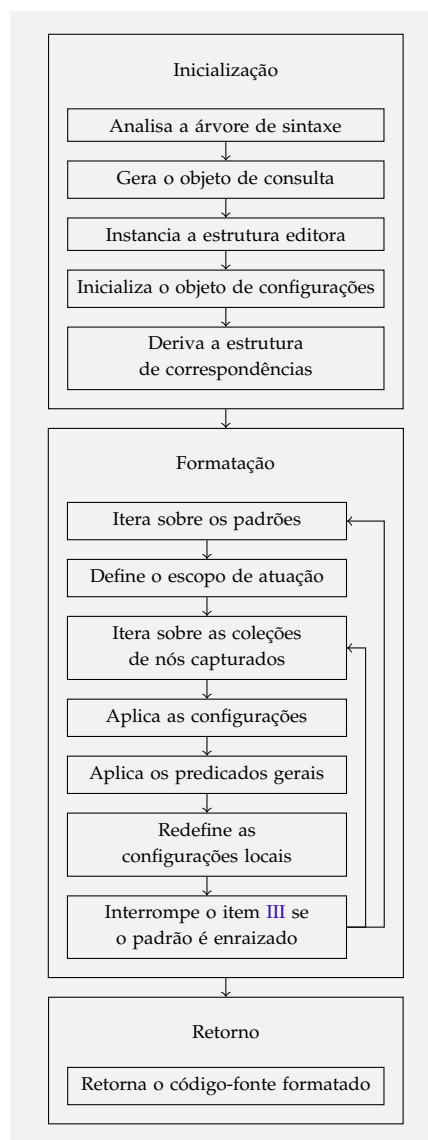 Inicialização
Analisa a árvore de sintaxe
Gera o objeto de consulta
Instancia a estrutura editora
Inicializa o objeto de configurações
Deriva a estrutura
de correspondências
Formatação
Itera sobre os padrões
Define o escopo de atuação
Itera sobre as coleções
de nós capturados
Aplica as configurações
Aplica os predicados gerais
Redefine as
configurações locais
Interrompe o item III se
o padrão é enraizado
Retorno
Retorna o código-fonte formatado